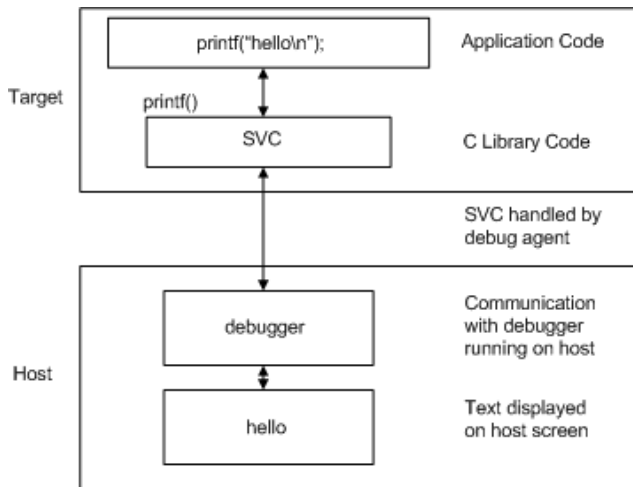 printf("hello\n");
Application Code
Target
printf()
SVC
C Library Code
SVC handled by
debug agent
debugger
Communication
with debugger
running on host
Host
hello
Text displayed
on host screen